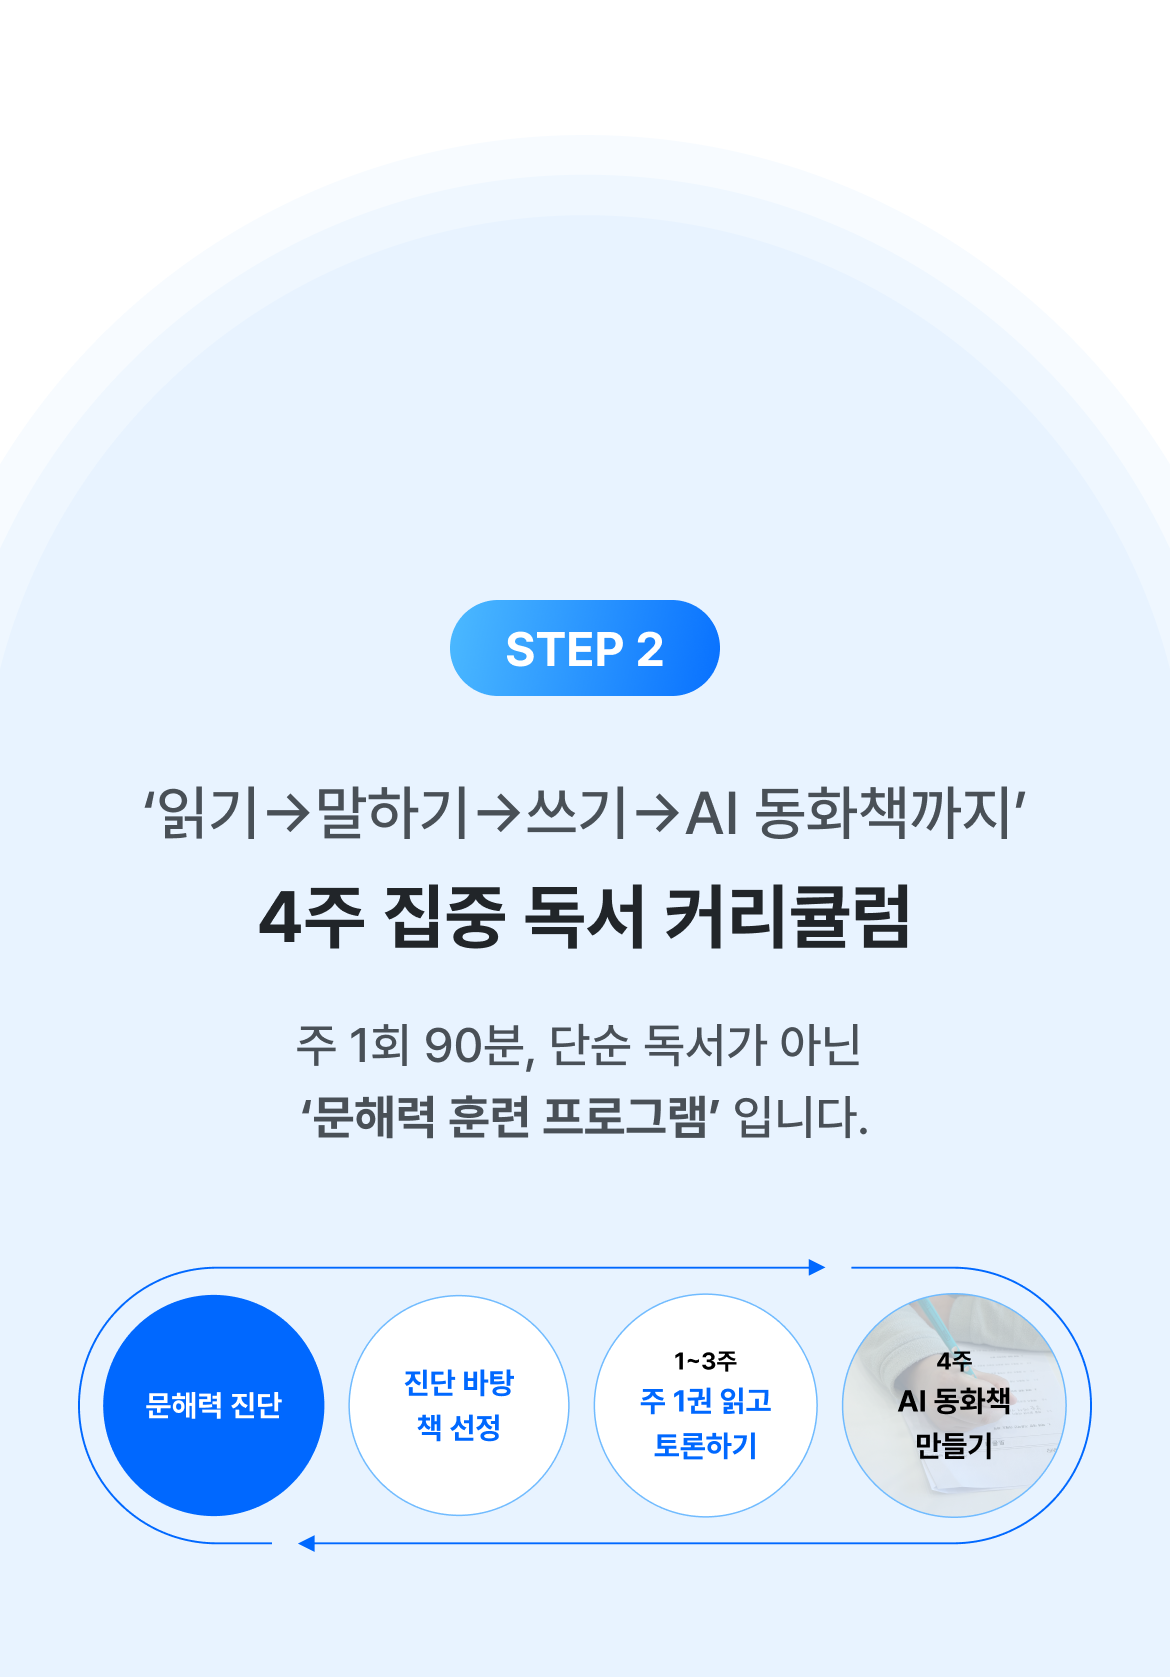 STEP 2
‘읽기→말하기→쓰기→AI 동화책까지’
4주 집중 독서 커리큘럼
주 1회 90분, 단순 독서가 아닌
‘문해력 훈련 프로그램’ 입니다.
문해력 진단
진단 바탕
책 선정
1~3주
주 1권 읽고
토론하기
4주
AI 동화책
만들기